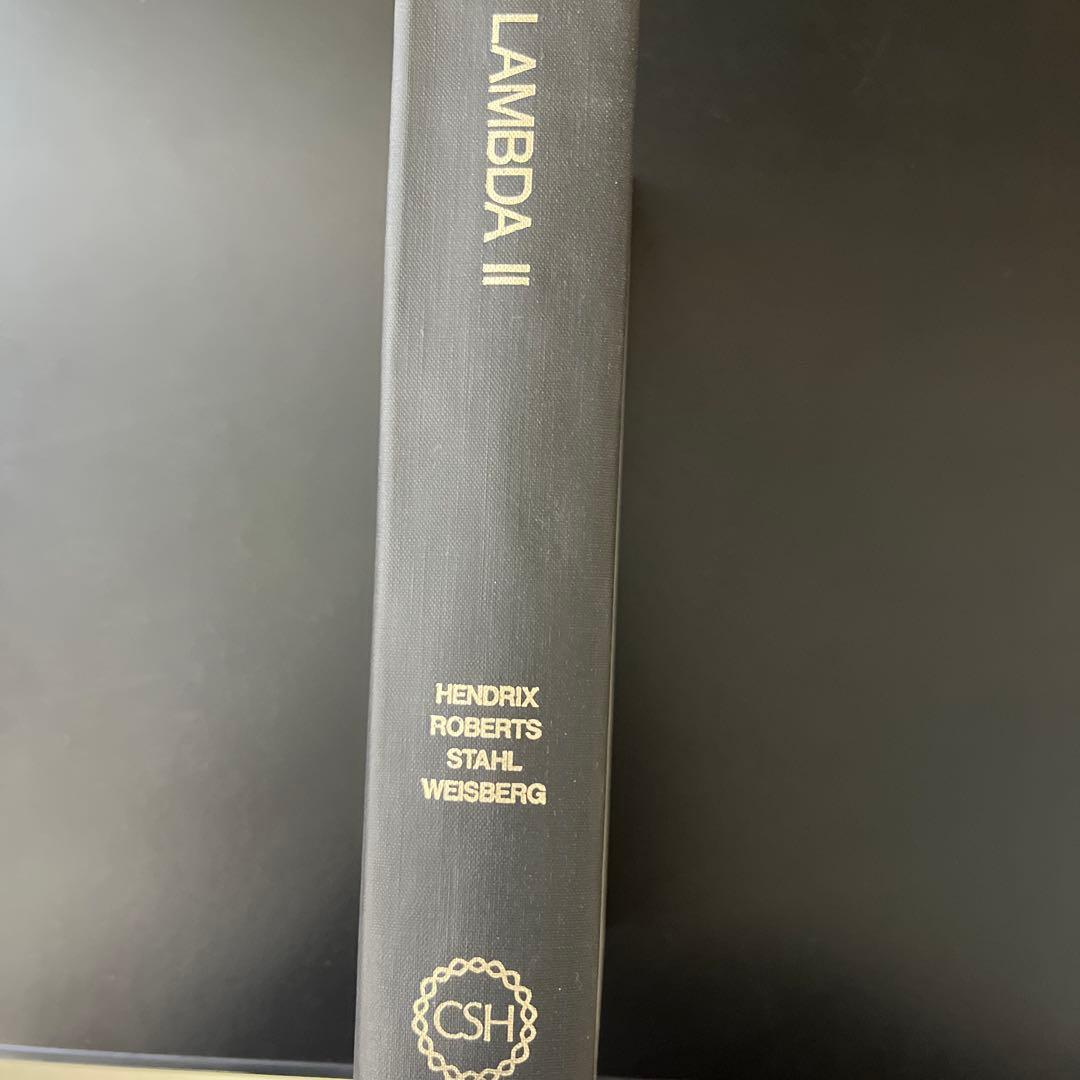 LAMBDA II
HENDRIX
ROBERTS
STAHL
WEISBERG
CSH